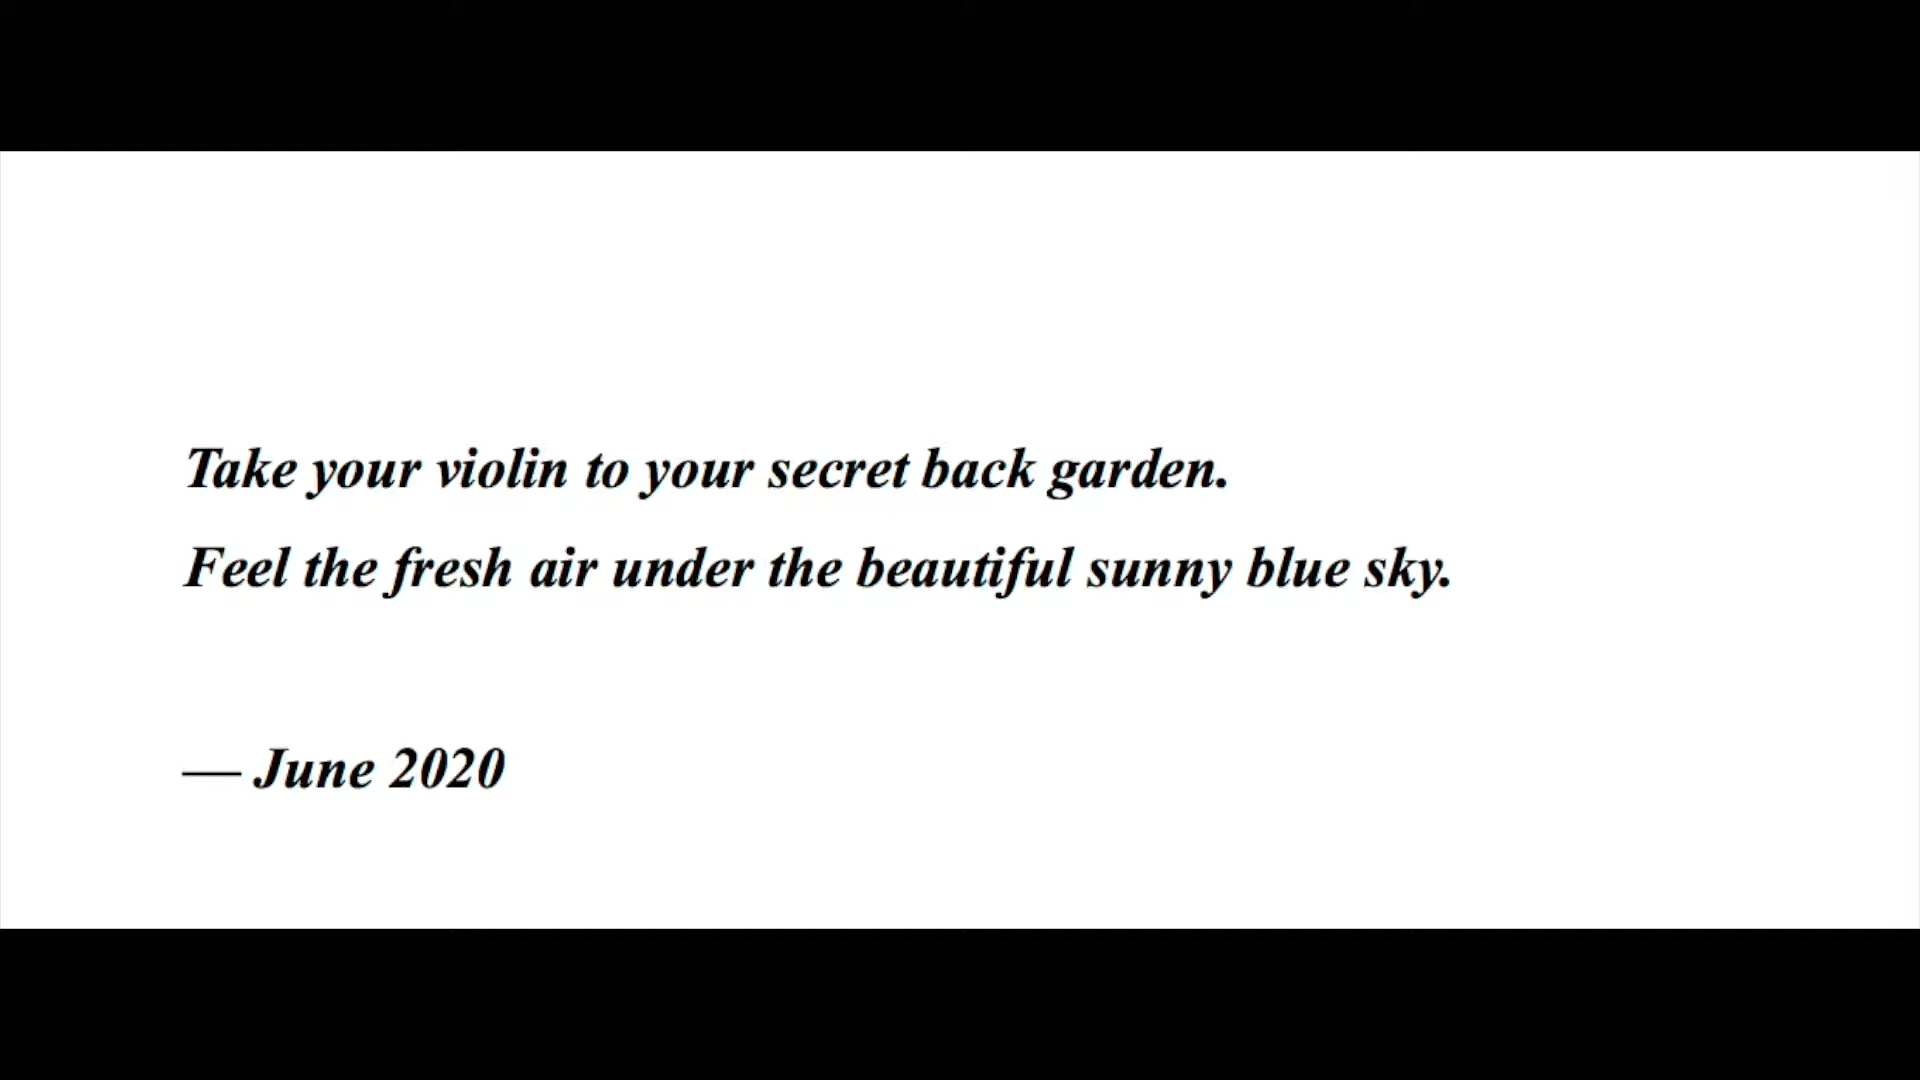 Take your violin to your secret back garden.
Feel the fresh air under the beautiful sunny blue sky.
— June 2020